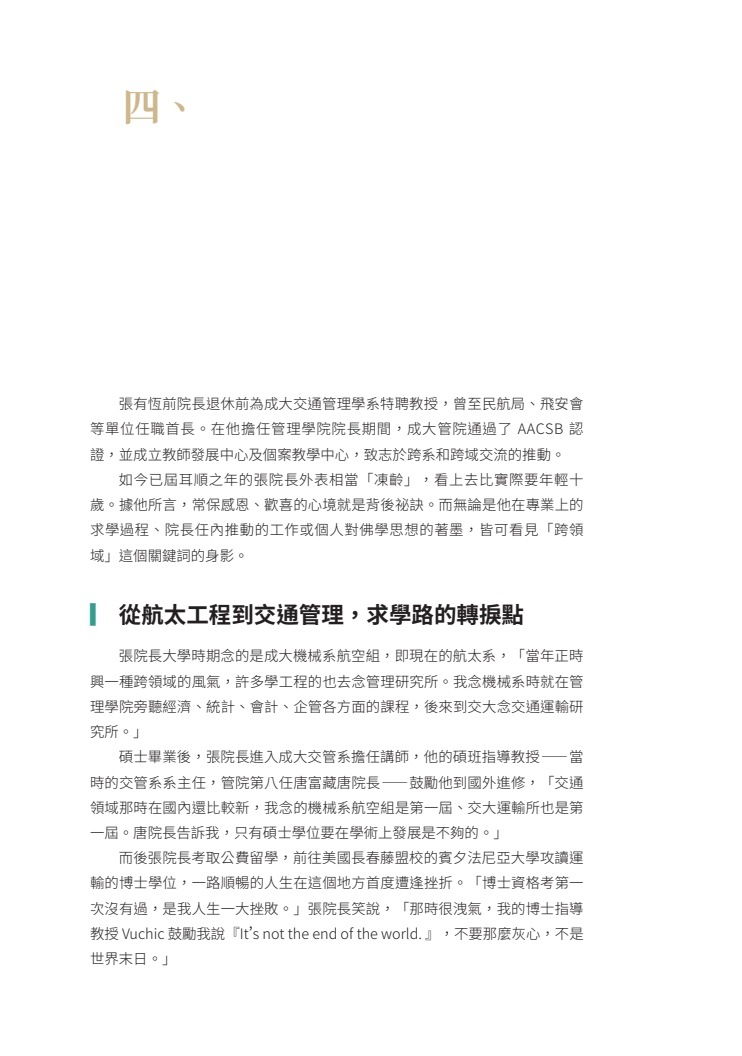 四、
張有恆前院長退休前為成大交通管理學系特聘教授，曾至民航局、飛安會
等單位任職首長。在他擔任管理學院院長期間，成大管院通過了 AACSB 認
證，並成立教師發展中心及個案教學中心，致志於跨系和跨域交流的推動。
如今已屆耳順之年的張院長外表相當「凍齡」，看上去比實際要年輕十
歲。據他所言，常保感恩、歡喜的心境就是背後祕訣。而無論是他在專業上的
求學過程、院長任內推動的工作或個人對佛學思想的著墨，皆可看見「跨領
域」這個關鍵詞的身影。
從航太工程到交通管理，求學路的轉捩點
張院長大學時期念的是成大機械系航空組，即現在的航太系，「當年正時
興一種跨領域的風氣，許多學工程的也去念管理研究所。我念機械系時就在管
理學院旁聽經濟、統計、會計、企管各方面的課程，後來到交大念交通運輸研
究所。」
碩士畢業後，張院長進入成大交管系擔任講師，他的碩班指導教授——當
時的交管系系主任，管院第八任唐富藏唐院長——鼓勵他到國外進修，「交通
領域那時在國內還比較新，我念的機械系航空組是第一屆、交大運輸所也是第
一屆。唐院長告訴我，只有碩士學位要在學術上發展是不夠的。」
而後張院長考取公費留學，前往美國長春藤盟校的賓夕法尼亞大學攻讀運
輸的博士學位，一路順暢的人生在這個地方首度遭逢挫折。「博士資格考第一
次沒有過，是我人生一大挫敗。」張院長笑說，「那時很洩氣，我的博士指導
教授 Vuchic 鼓勵我說『It’s not the end of the world. 』，不要那麼灰心，不是
世界末日。」